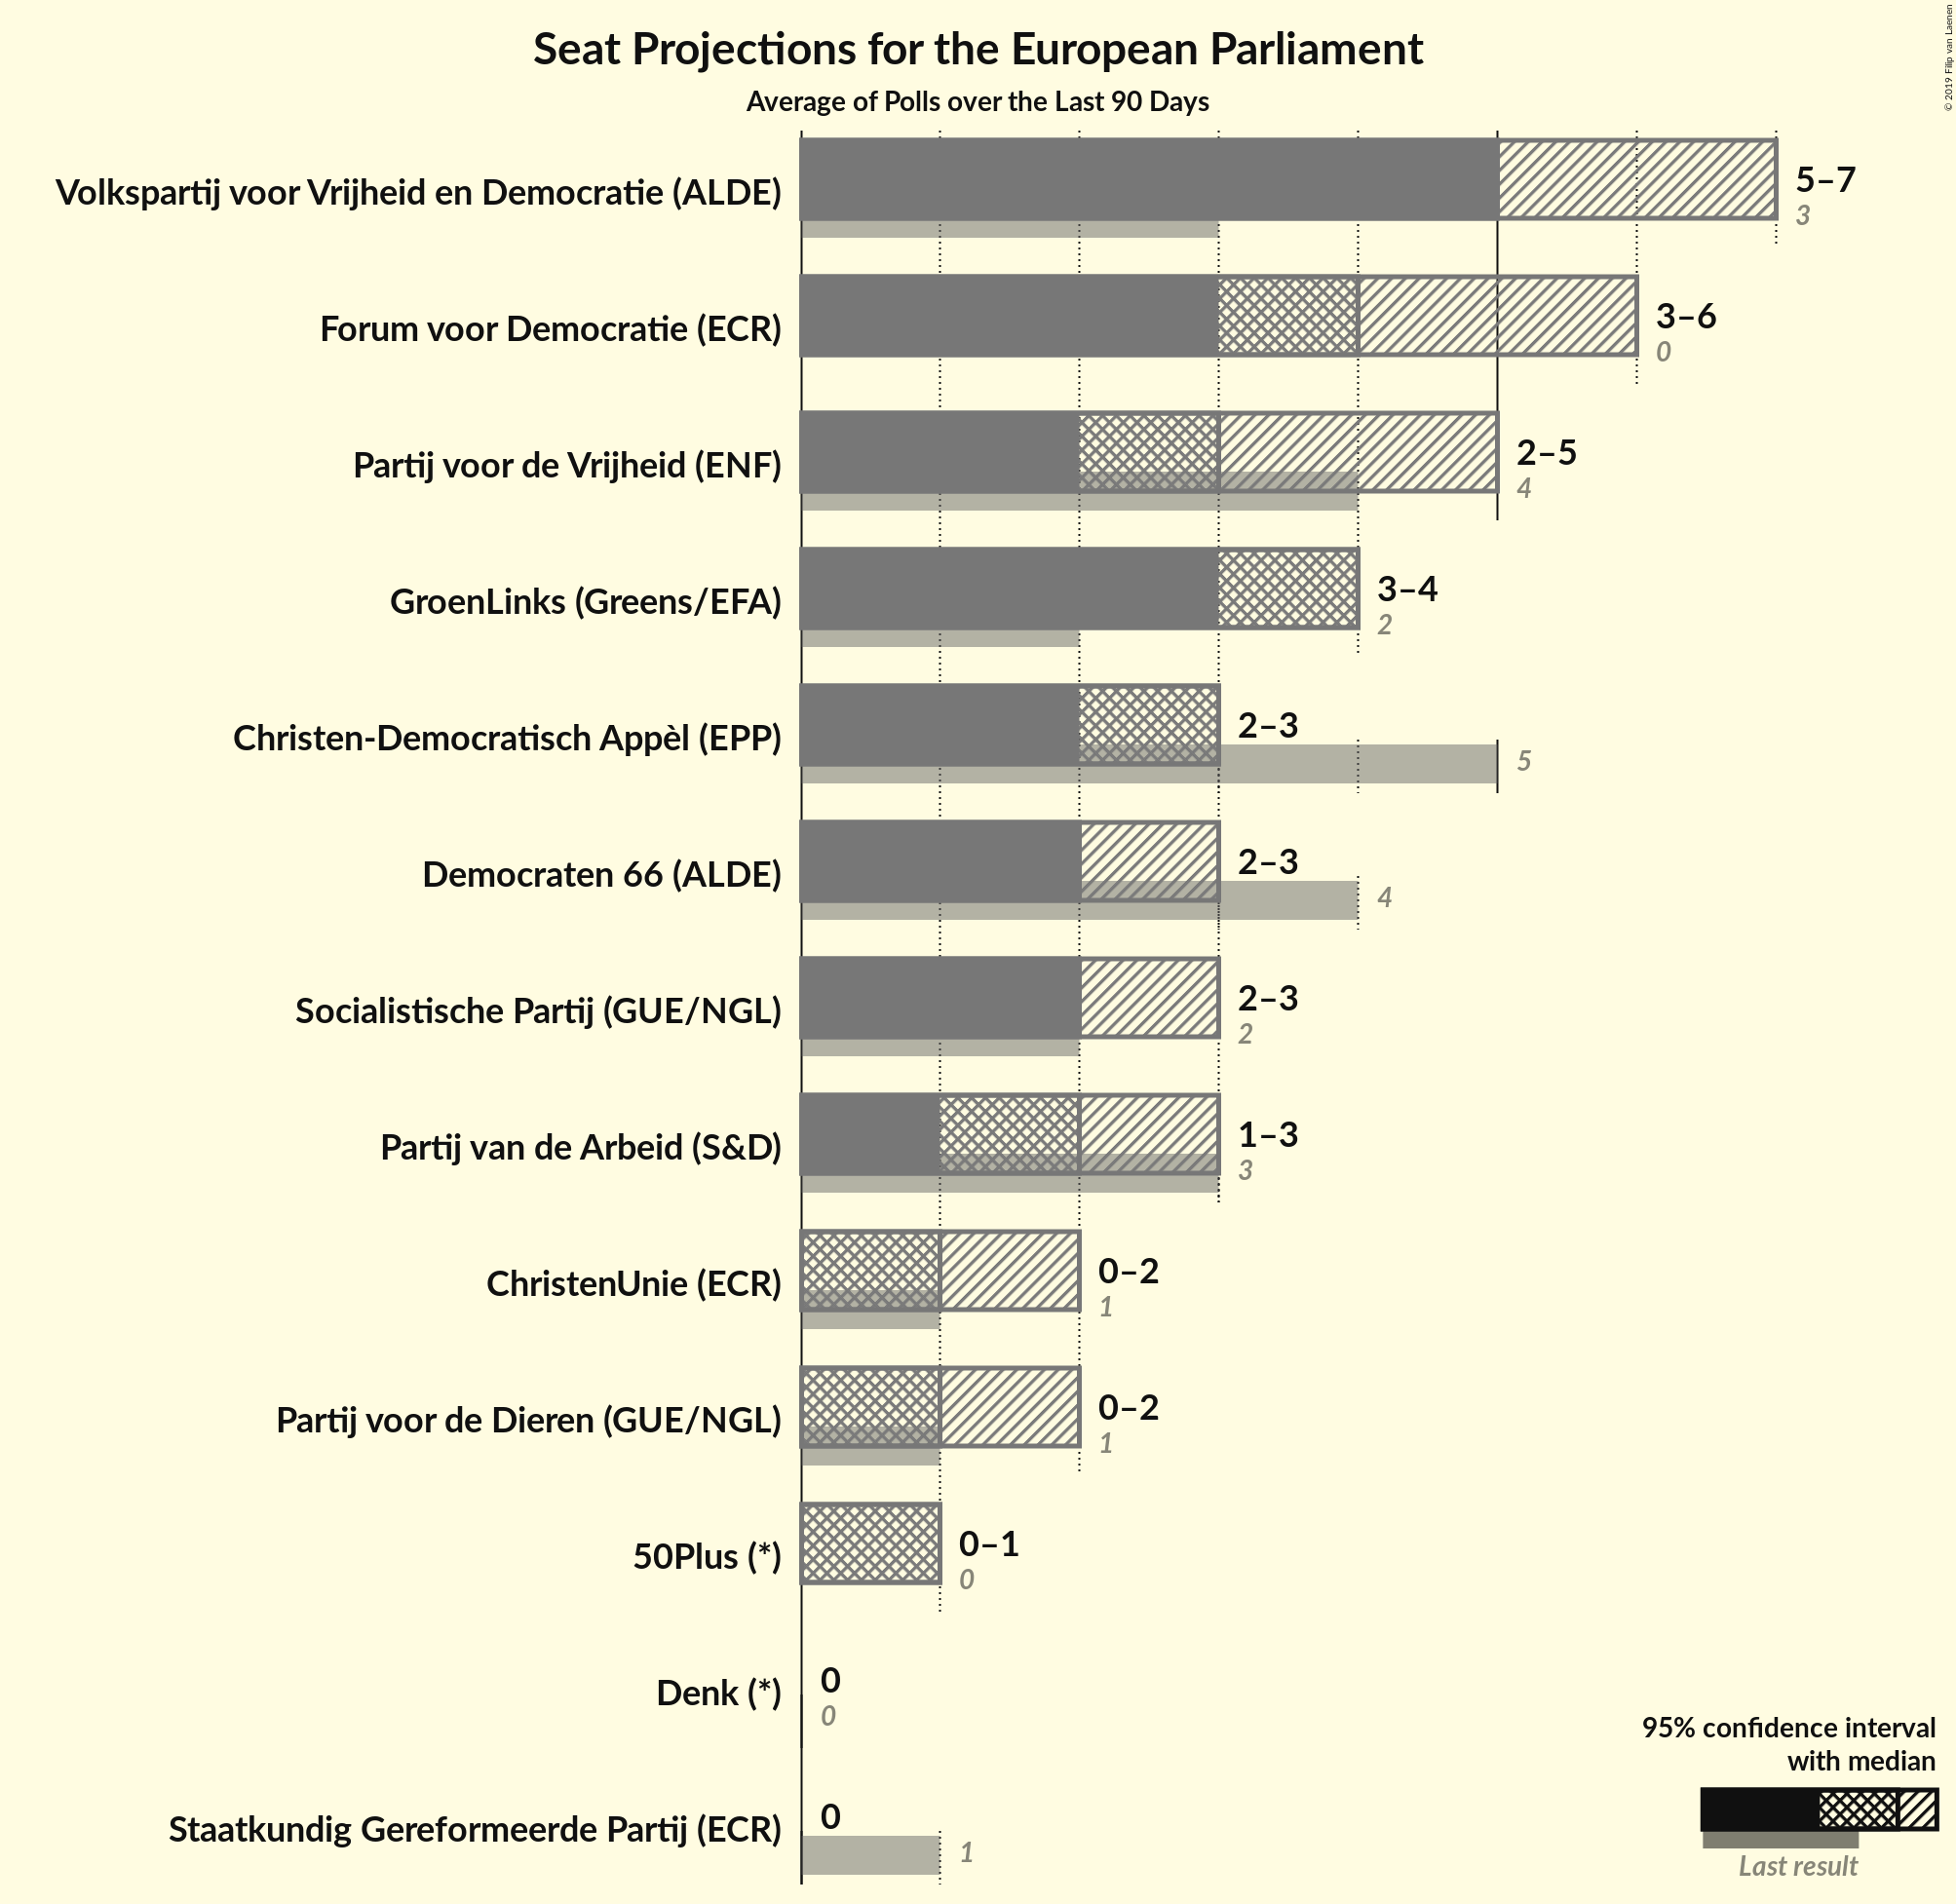 Seat Projections for the European Parliament
Average of Polls over the Last 90 Days
© 2019 Filip van Laenen
Volkspartij voor Vrijheid en Democratie (ALDE)
5–7
3
Forum voor Democratie (ECR)
3–6
0
Partij voor de Vrijheid (ENF)
2–5
4
GroenLinks (Greens/EFA)
3–4
2
Christen-Democratisch Appèl (EPP)
2–3
5
Democraten 66 (ALDE)
2–3
4
Socialistische Partij (GUE/NGL)
2–3
2
Partij van de Arbeid (S&D)
1–3
3
ChristenUnie (ECR)
0–2
1
Partij voor de Dieren (GUE/NGL)
0–2
1
50Plus (*)
0–1
0
Denk (*)
0
0
Staatkundig Gereformeerde Partij (ECR)
0
1
95% confidence interval
with median
Last result